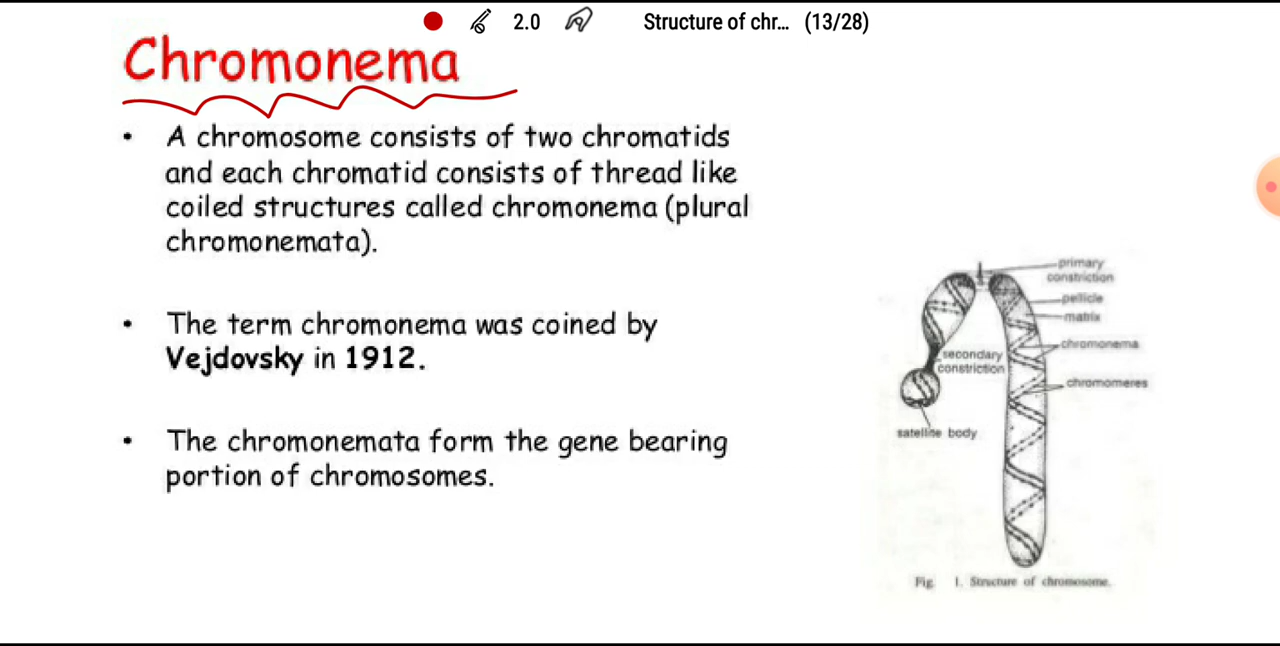 2.0 Structure of chr... (13/28)
Chromonema
• A chromosome consists of two chromatids
and each chromatid consists of thread like
coiled structures called chromonema (plural
chromonemata).
• The term chromonema was coined by
Vejdovsky in 1912.
• The chromonemata form the gene bearing
portion of chromosomes.
primary
constriction
pellicle
matrix
chromonema
secondary
constriction
chromomeres
satellite body
Fig. 1. Structure of chromosome.